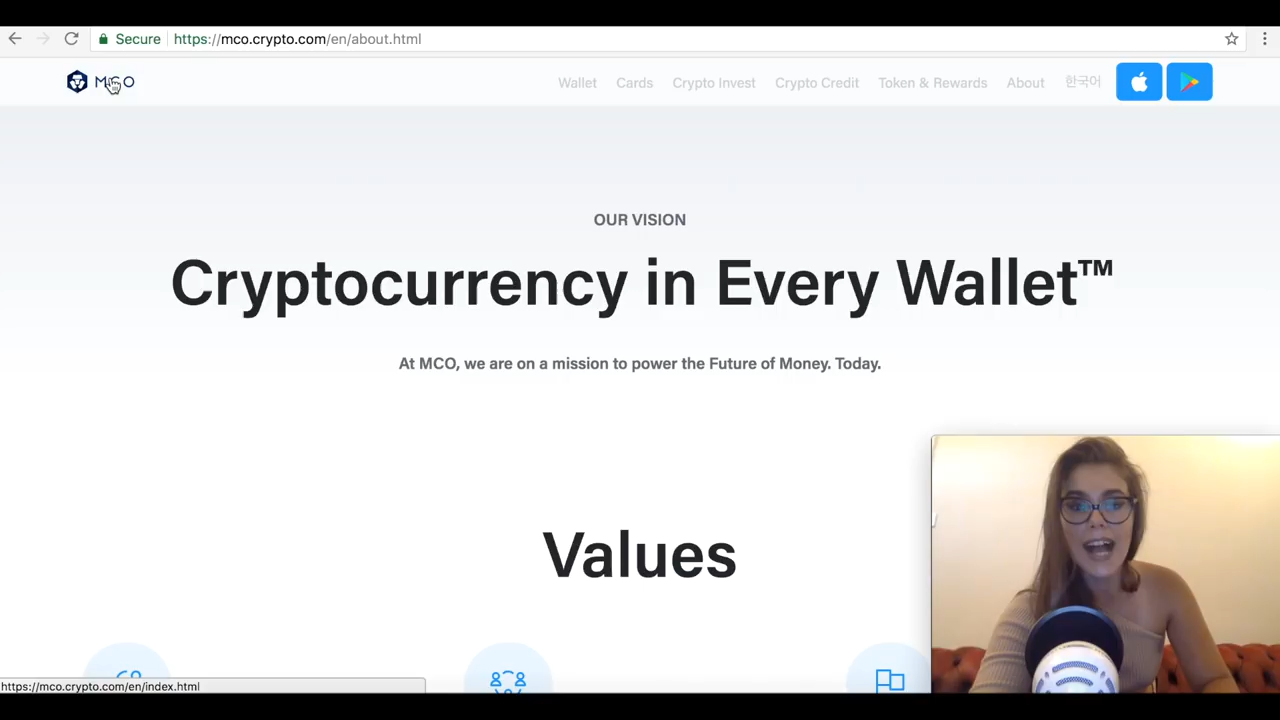 Secure
https://mco.crypto.com/en/about.html
MCO
Wallet
Cards
Crypto Invest
Crypto Credit
Token & Rewards
About
한국어
OUR VISION
Cryptocurrency in Every Wallet™
At MCO, we are on a mission to power the Future of Money. Today.
Values
https://mco.crypto.com/en/index.html